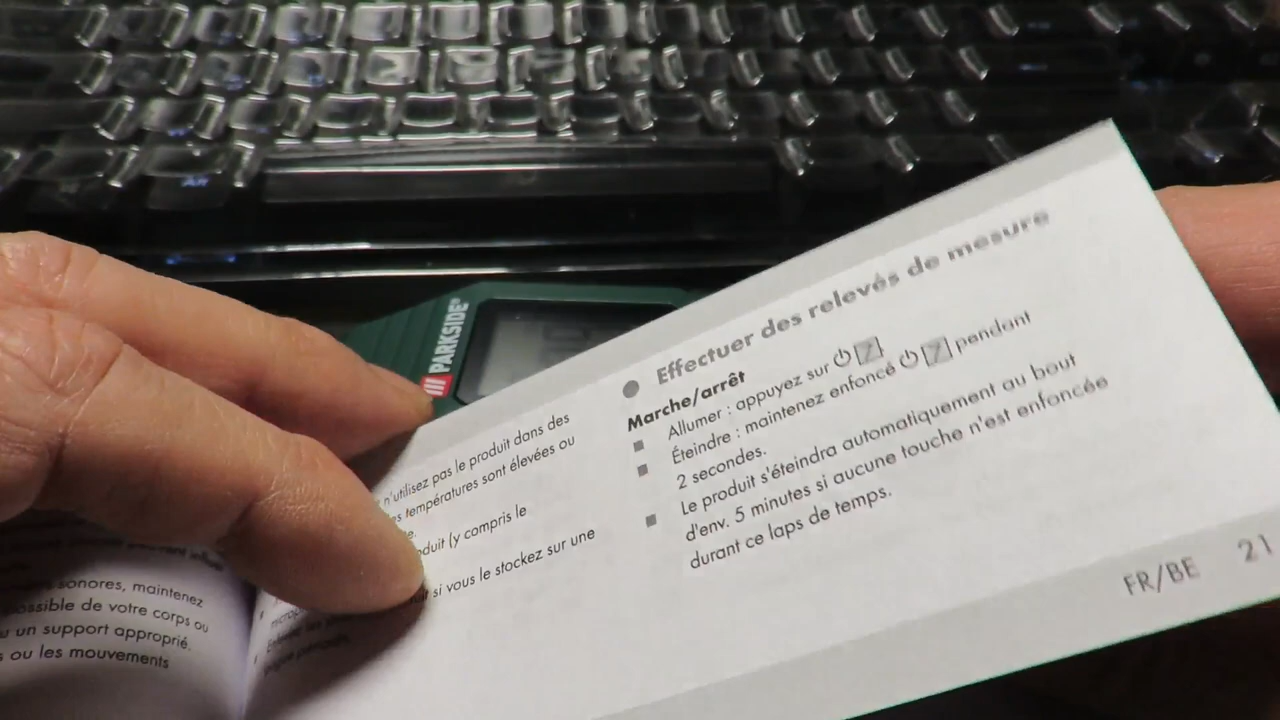 PARKSIDE®
sonores, maintenez
possible de votre corps ou
un support approprié.
ou les mouvements
n'utilisez pas le produit dans des
températures sont élevées ou
(y compris le
si vous le stockez sur une
● Effectuer des relevés de mesure
Marche/arrêt
■ Allumer : appuyez sur ⏻ 7.
■ Éteindre : maintenez enfoncé ⏻ 7 pendant
2 secondes.
■ Le produit s'éteindra automatiquement au bout
d'env. 5 minutes si aucune touche n'est enfoncée
durant ce laps de temps.
FR/BE 21